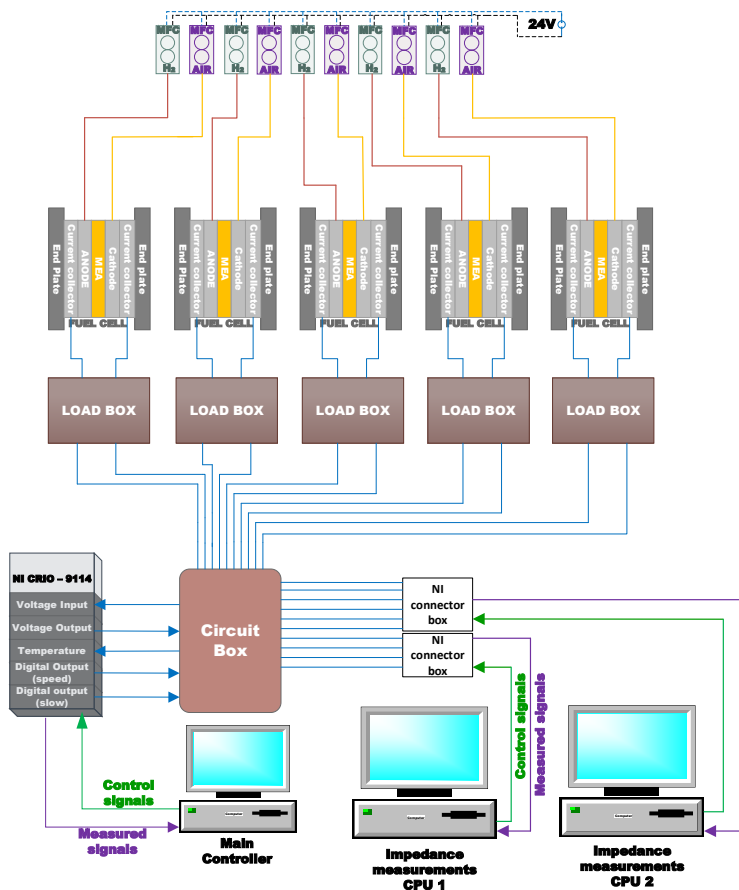 24V
MFC MFC MFC MFC MFC MFC MFC MFC MFC MFC
H₂ AIR H₂ AIR H₂ AIR H₂ AIR H₂ AIR
End Plate
Current collector
ANODE
MEA
Cathode
Current collector
End plate
FUEL CELL
End Plate
Current collector
ANODE
MEA
Cathode
Current collector
End plate
FUEL CELL
End Plate
Current collector
ANODE
MEA
Cathode
Current collector
End plate
FUEL CELL
End Plate
Current collector
ANODE
MEA
Cathode
Current collector
End plate
FUEL CELL
End Plate
Current collector
ANODE
MEA
Cathode
Current collector
End plate
FUEL CELL
LOAD BOX LOAD BOX LOAD BOX LOAD BOX LOAD BOX
NI CRIO – 9114
Voltage Input
Voltage Output
Temperature
Digital Output
(speed)
Digital output
(slow)
Circuit
Box
NI
connector
box
NI
connector
box
Control signals
Measured signals
Control
signals
Measured
signals
Computer
Main
Controller
Computer
Impedance
measurements
CPU 1
Computer
Impedance
measurements
CPU 2